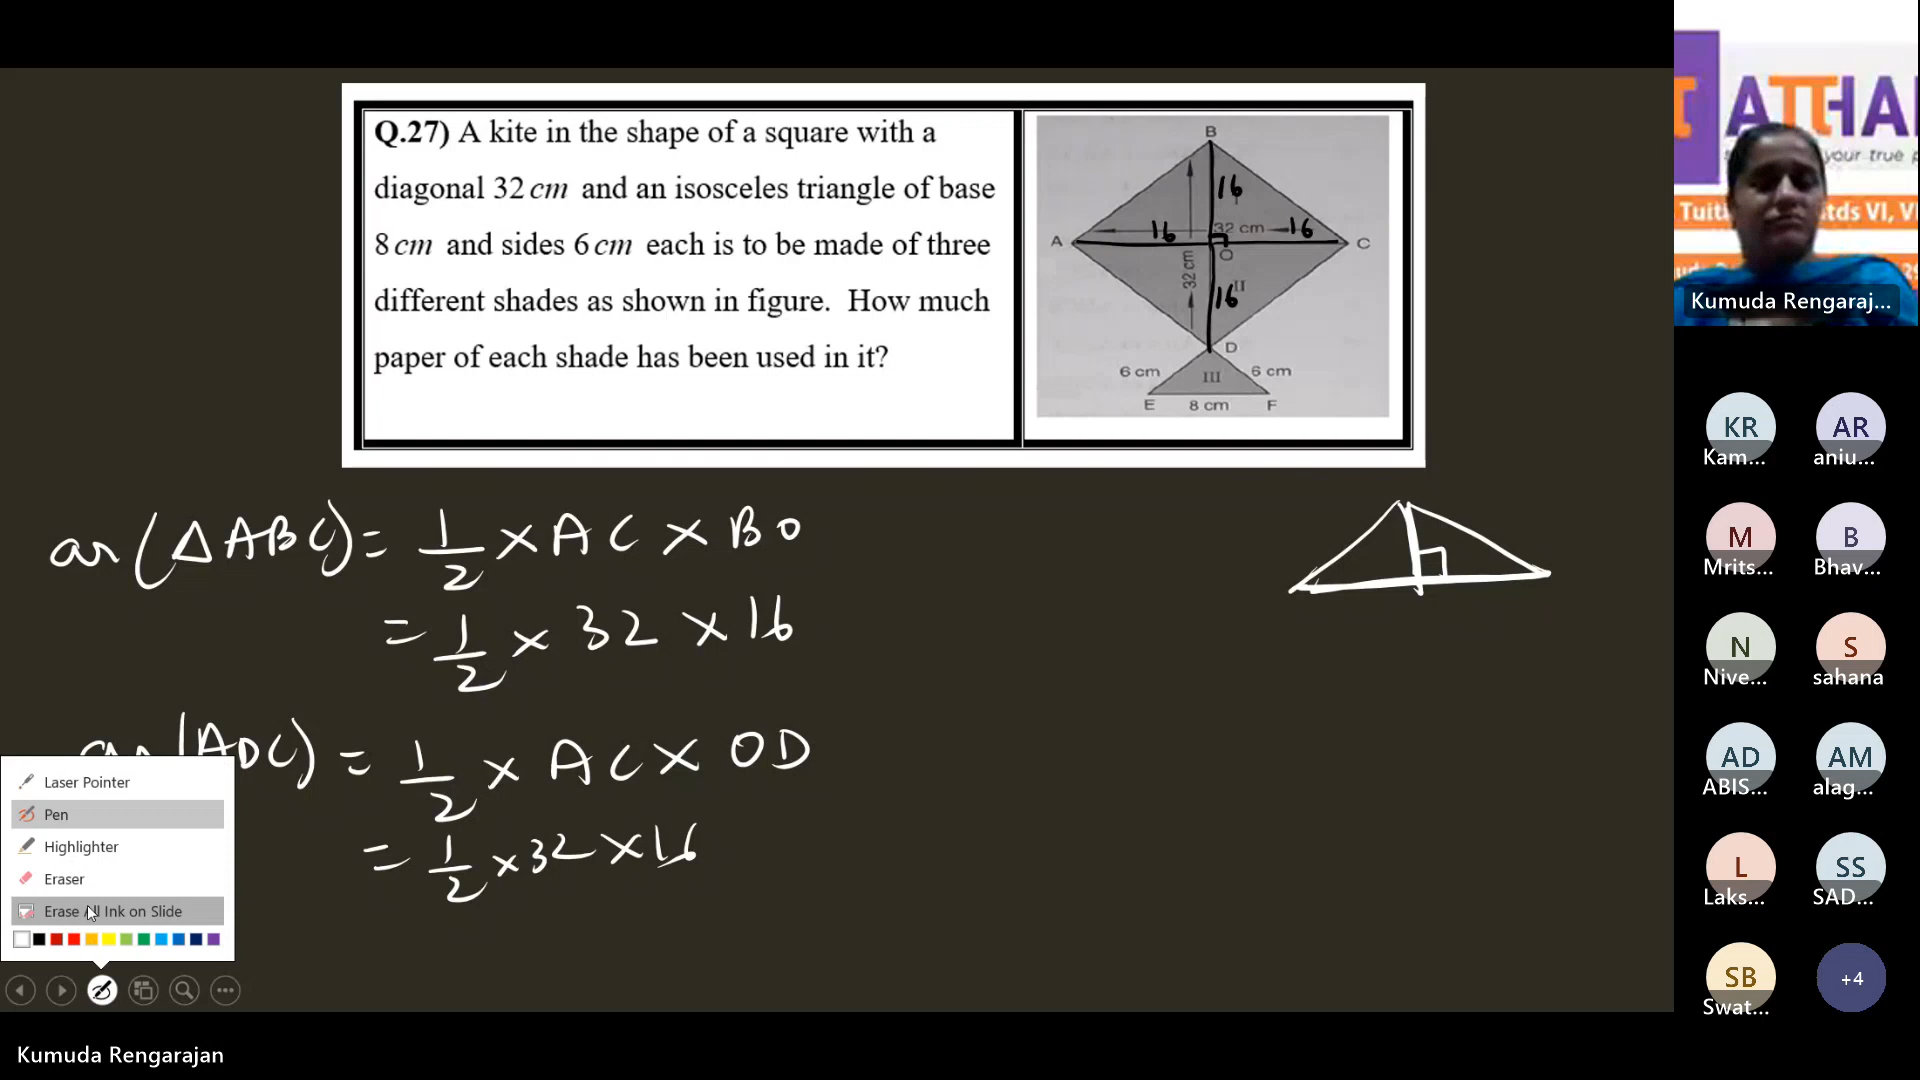 Q.27) A kite in the shape of a square with a
diagonal 32 cm and an isosceles triangle of base
8 cm and sides 6 cm each is to be made of three
different shades as shown in figure. How much
paper of each shade has been used in it?
B
16
I
A
16
32 cm
16
C
O
32 cm
16
II
D
6 cm
III
6 cm
E
8 cm
F
ar(△ABC) = 1/2 × AC × BO
= 1/2 × 32 × 16
ar(ADC) = 1/2 × AC × OD
= 1/2 × 32 × 16
Laser Pointer
Pen
Highlighter
Eraser
Erase All Ink on Slide
Kumuda Rengarajan
your true
Tuiti
tds VI, V
Kumuda Rengaraj...
KR
Kam...
AR
aniu...
M
Mrits...
B
Bhav...
N
Nive...
S
sahana
AD
ABIS...
AM
alag...
L
Laks...
SS
SAD...
SB
Swat...
+4